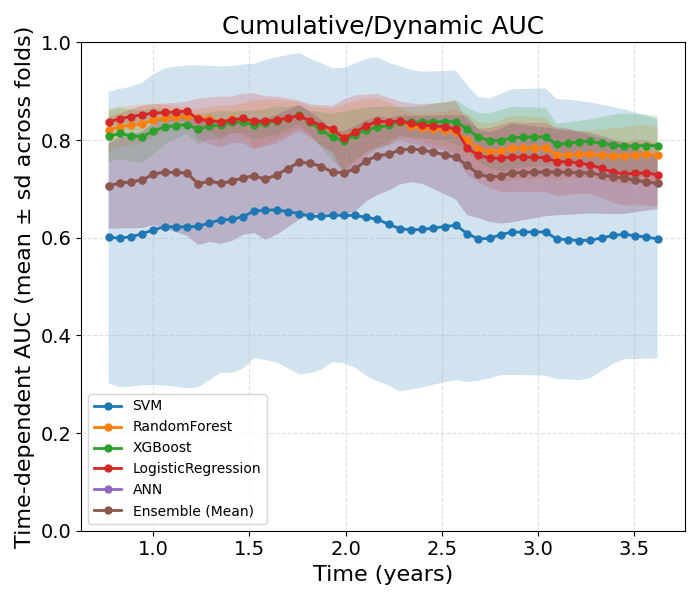 Cumulative/Dynamic AUC
Time-dependent AUC (mean ± sd across folds)
1.0
0.8
0.6
0.4
0.2
0.0
SVM
RandomForest
XGBoost
LogisticRegression
ANN
Ensemble (Mean)
1.0 1.5 2.0 2.5 3.0 3.5
Time (years)